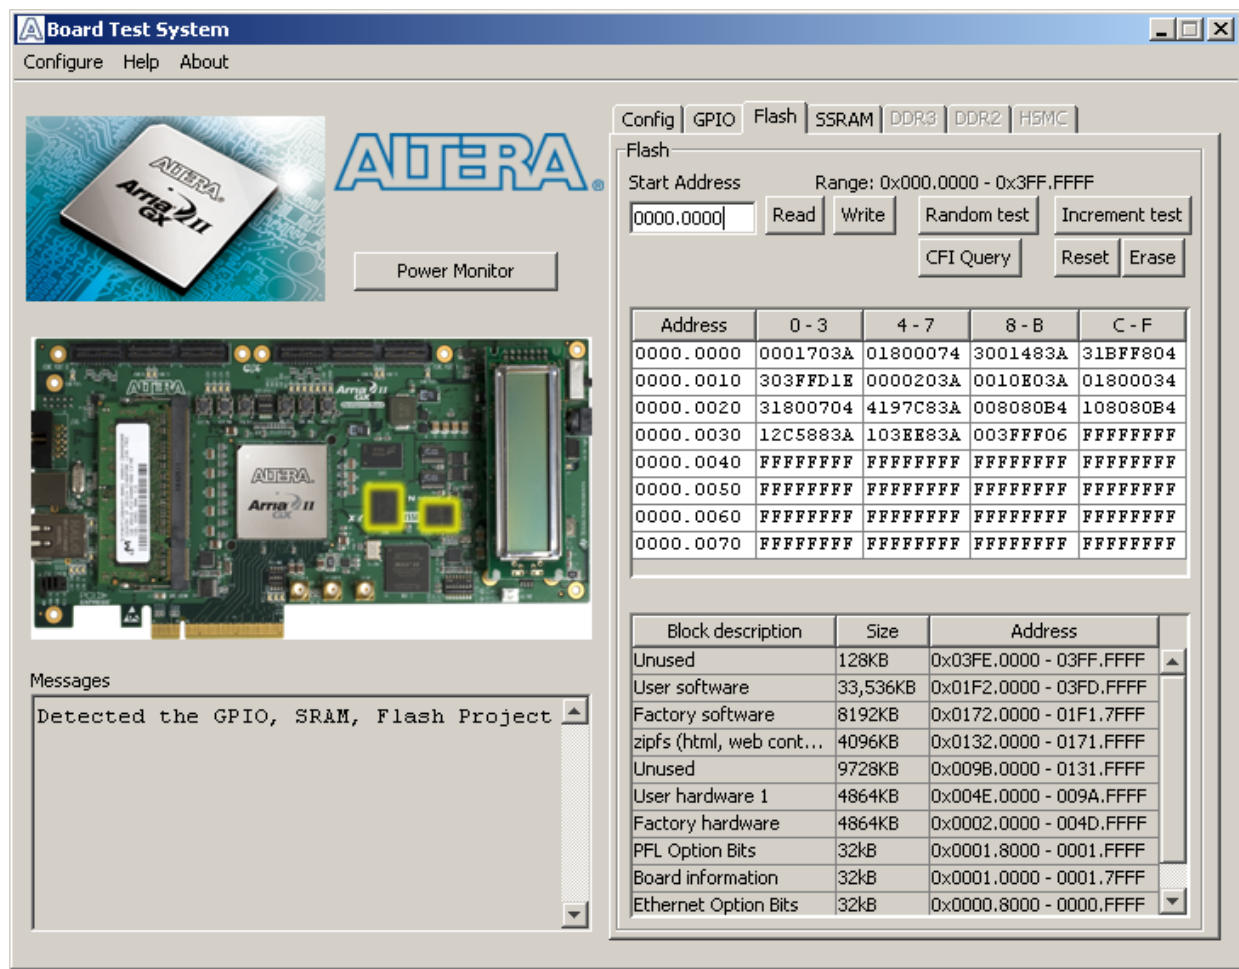 Board Test System
Configure Help About
ALTERA
Arria II
GX
ALTERA
Power Monitor
ALTERA
Arria II
GX
ALTERA
Arria II
GX
Messages
Detected the GPIO, SRAM, Flash Project
Config GPIO Flash SSRAM DDR3 DDR2 HSMC
Flash
Start Address Range: 0x000.0000 - 0x3FF.FFFF
0000.0000 Read Write Random test Increment test
CFI Query Reset Erase
Address 0 - 3 4 - 7 8 - B C - F
0000.0000 0001703A 01800074 3001483A 31BFF804
0000.0010 303FFD1E 0000203A 0010E03A 01800034
0000.0020 31800704 4197C83A 008080B4 108080B4
0000.0030 12C5883A 103EE83A 003FFF06 FFFFFFFF
0000.0040 FFFFFFFF FFFFFFFF FFFFFFFF FFFFFFFF
0000.0050 FFFFFFFF FFFFFFFF FFFFFFFF FFFFFFFF
0000.0060 FFFFFFFF FFFFFFFF FFFFFFFF FFFFFFFF
0000.0070 FFFFFFFF FFFFFFFF FFFFFFFF FFFFFFFF
Block description Size Address
Unused 128KB 0x03FE.0000 - 03FF.FFFF
User software 33,536KB 0x01F2.0000 - 03FD.FFFF
Factory software 8192KB 0x0172.0000 - 01F1.7FFF
zipfs (html, web cont... 4096KB 0x0132.0000 - 0171.FFFF
Unused 9728KB 0x009B.0000 - 0131.FFFF
User hardware 1 4864KB 0x004E.0000 - 009A.FFFF
Factory hardware 4864KB 0x0002.0000 - 004D.FFFF
PFL Option Bits 32kB 0x0001.8000 - 0001.FFFF
Board information 32kB 0x0001.0000 - 0001.7FFF
Ethernet Option Bits 32kB 0x0000.8000 - 0000.FFFF